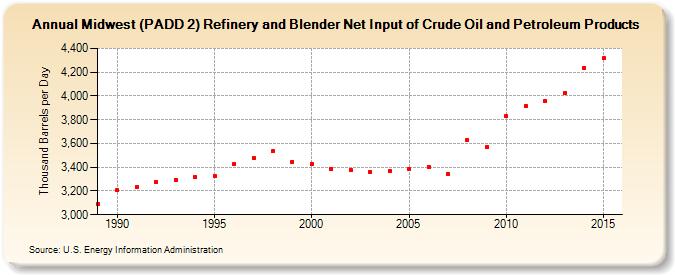 Annual Midwest (PADD 2) Refinery and Blender Net Input of Crude Oil and Petroleum Products
Thousand Barrels per Day
4,400
4,200
4,000
3,800
3,600
3,400
3,200
3,000
1990 1995 2000 2005 2010 2015
Source: U.S. Energy Information Administration